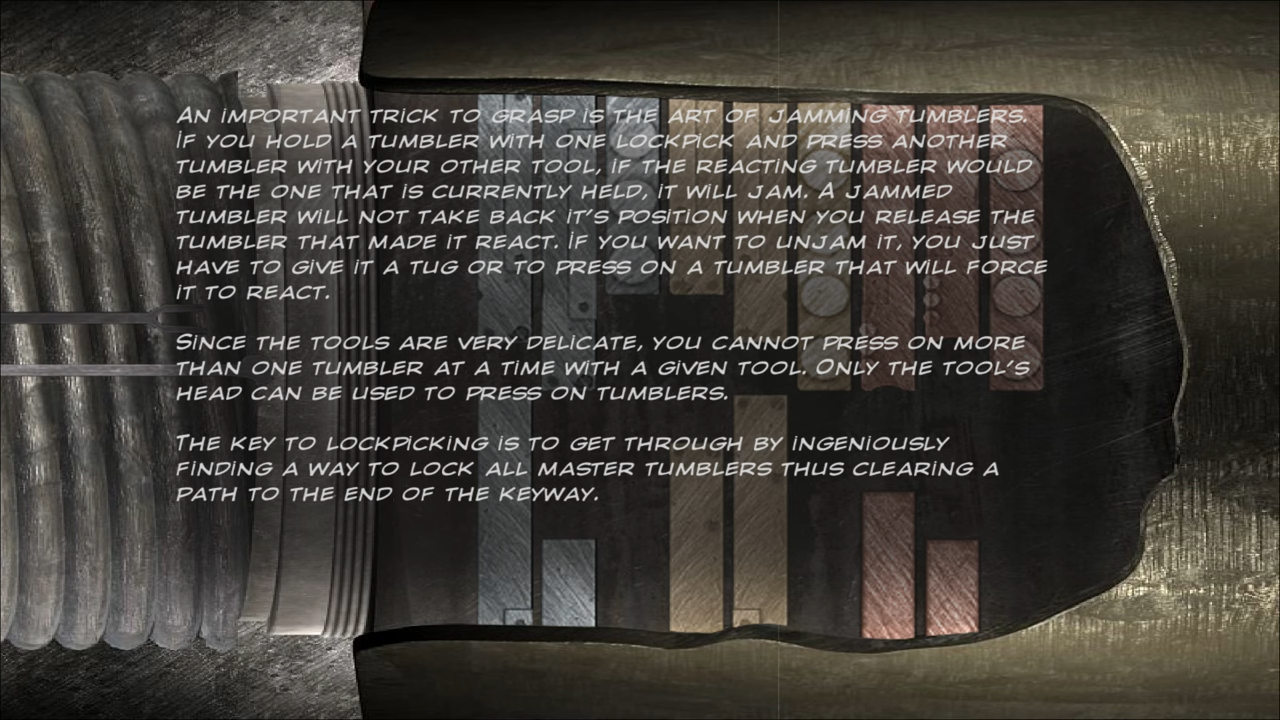 An important trick to grasp is the art of jamming tumblers.
If you hold a tumbler with one lockpick and press another
tumbler with your other tool, if the reacting tumbler would
be the one that is currently held, it will jam. A jammed
tumbler will not take back it's position when you release the
tumbler that made it react. If you want to unjam it, you just
have to give it a tug or to press on a tumbler that will force
it to react.
Since the tools are very delicate, you cannot press on more
than one tumbler at a time with a given tool. Only the tool's
head can be used to press on tumblers.
The key to lockpicking is to get through by ingeniously
finding a way to lock all master tumblers thus clearing a
path to the end of the keyway.